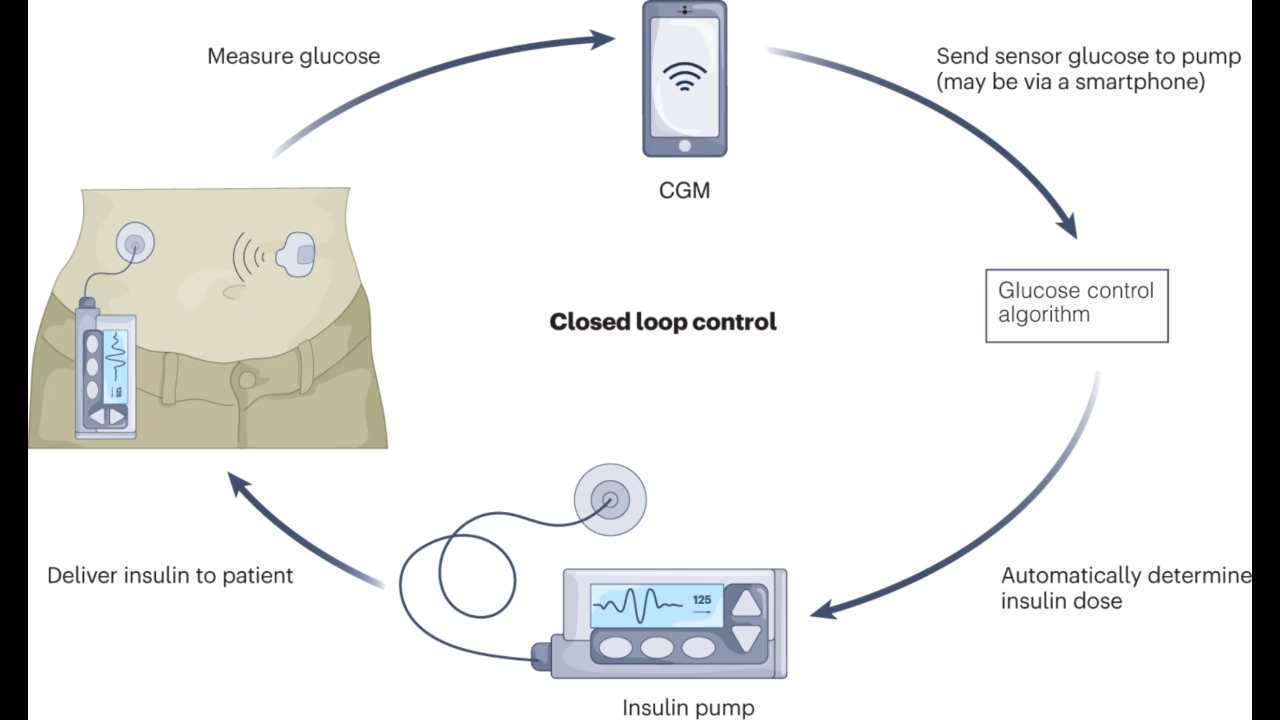 Measure glucose
Send sensor glucose to pump
(may be via a smartphone)
CGM
Glucose control
algorithm
Closed loop control
Deliver insulin to patient
Automatically determine
insulin dose
125
Insulin pump